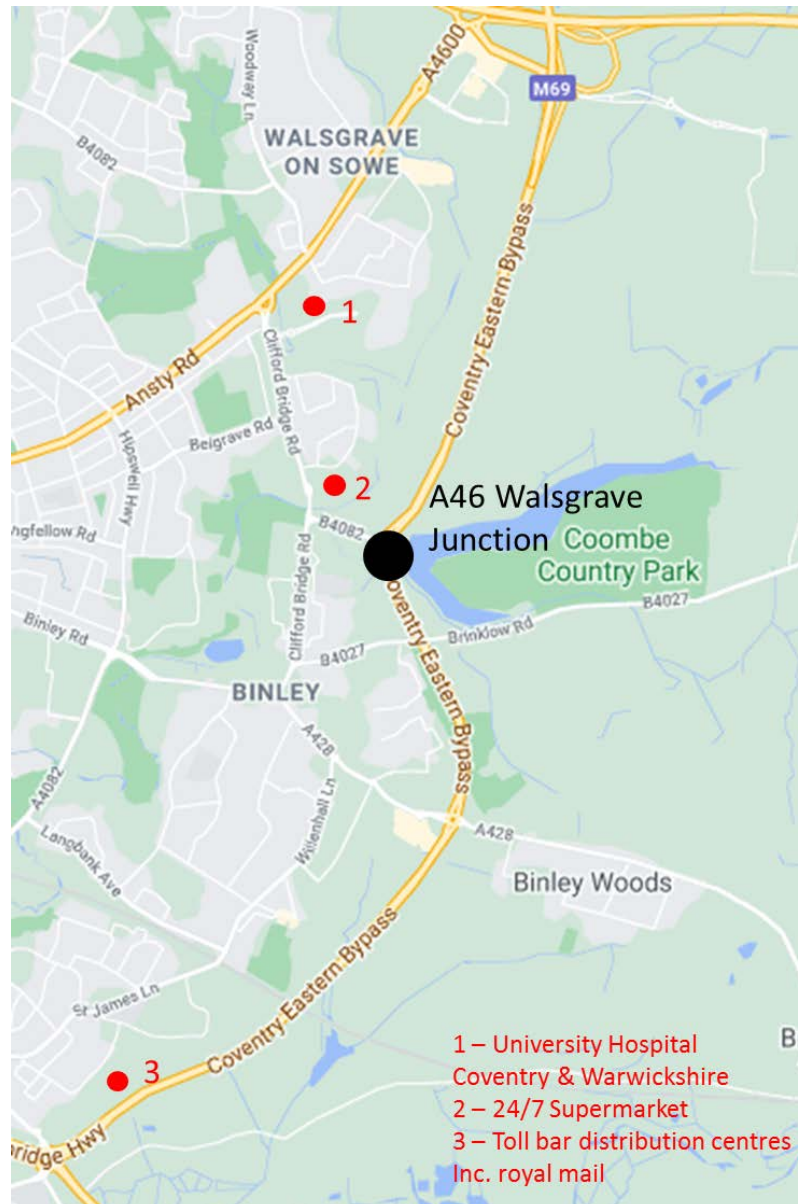 A4600
Woodway Ln
M69
WALSGRAVE
ON SOWE
B4082
Coventry Eastern Bypass
1
Clifford Bridge Rd
Ansty Rd
Hipswell Hwy
Belgrave Rd
2
A46 Walsgrave
Junction
B4082
ngfellow Rd
Coombe
Country Park
Clifford Bridge Rd
B4027
Binley Rd
Brinklow Rd
B4027
Coventry Eastern Bypass
BINLEY
A428
A4082
Willenhall Ln
A428
Langbank Ave
Binley Woods
Coventry Eastern Bypass
St James Ln
3
B
bridge Hwy
1 – University Hospital
Coventry & Warwickshire
2 – 24/7 Supermarket
3 – Toll bar distribution centres
Inc. royal mail